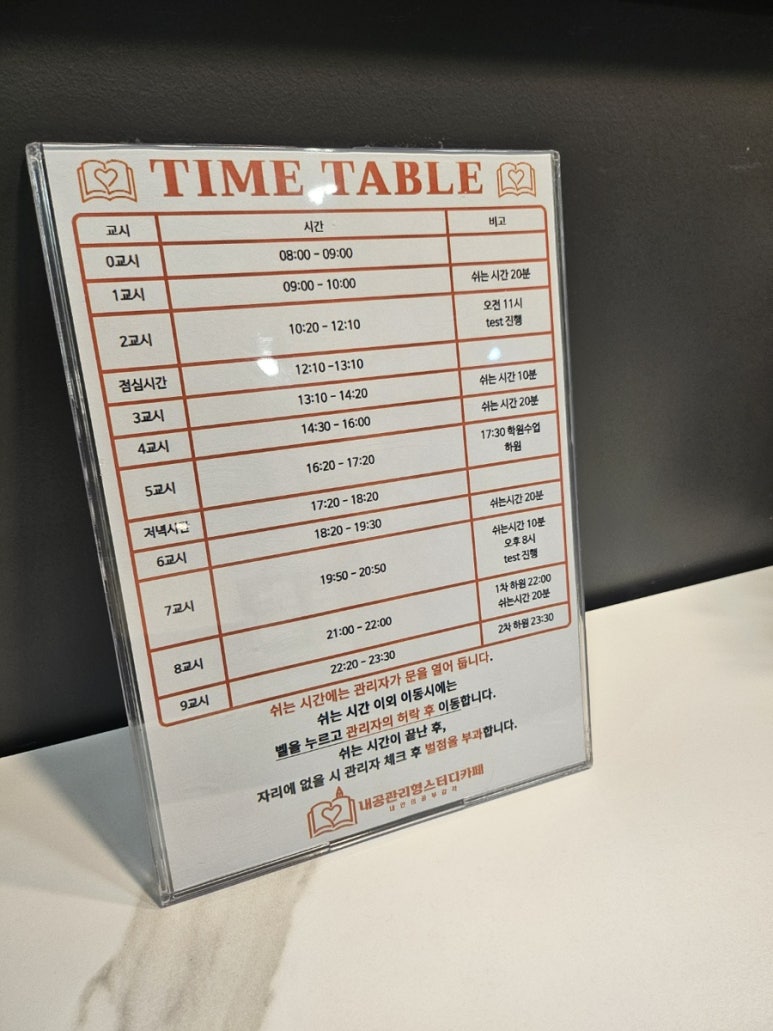 TIME TABLE
교시 시간 비고
0교시 08:00 - 09:00
1교시 09:00 - 10:00 쉬는 시간 20분
2교시 10:20 - 12:10 오전 11시
test 진행
점심시간 12:10 -13:10
3교시 13:10 - 14:20 쉬는 시간 10분
4교시 14:30 - 16:00 쉬는 시간 20분
5교시 16:20 - 17:20 17:30 학원수업
하원
저녁시간 17:20 - 18:20
6교시 18:20 - 19:30 쉬는시간 20분
7교시 19:50 - 20:50 쉬는시간 10분
오후 8시
test 진행
8교시 21:00 - 22:00 1차 하원 22:00
쉬는시간 20분
9교시 22:20 - 23:30 2차 하원 23:30
쉬는 시간에는 관리자가 문을 열어 둡니다.
쉬는 시간 이외 이동시에는
벨을 누르고 관리자의 허락 후 이동합니다.
쉬는 시간이 끝난 후,
자리에 없을 시 관리자 체크 후 벌점을 부과합니다.
내공관리형스터디카페
내안의공부감각